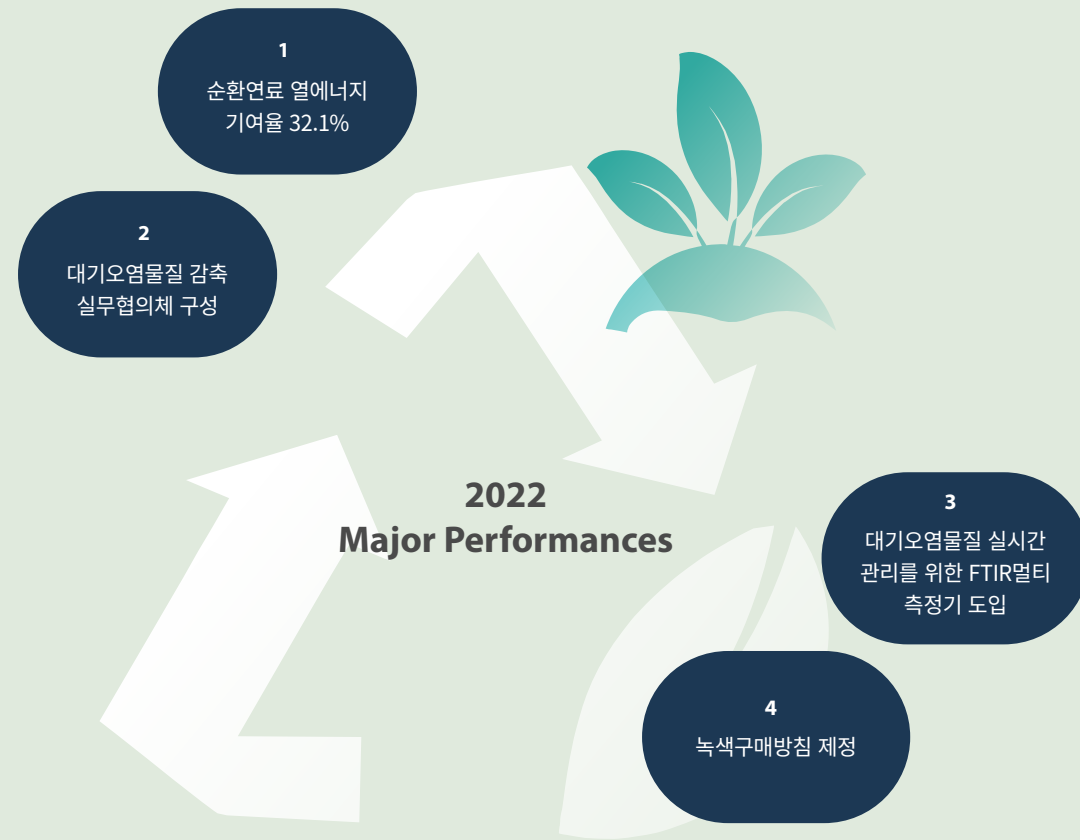 1
순환연료 열에너지
기여율 32.1%
2
대기오염물질 감축
실무협의체 구성
2022
Major Performances
3
대기오염물질 실시간
관리를 위한 FTIR멀티
측정기 도입
4
녹색구매방침 제정